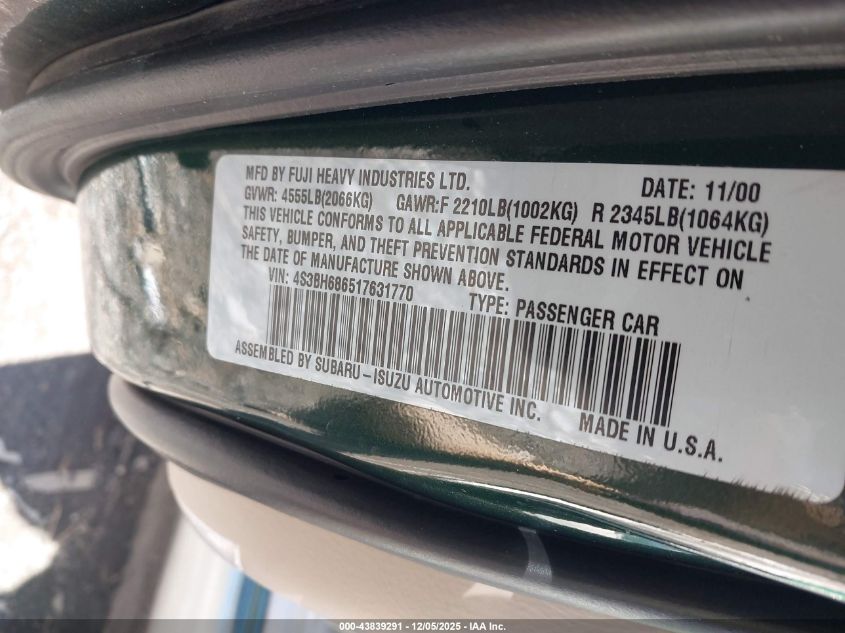 MFD BY FUJI HEAVY INDUSTRIES LTD. DATE: 11/00
GVWR: 4555LB(2066KG) GAWR:F 2210LB(1002KG) R 2345LB(1064KG)
THIS VEHICLE CONFORMS TO ALL APPLICABLE FEDERAL MOTOR VEHICLE
SAFETY, BUMPER, AND THEFT PREVENTION STANDARDS IN EFFECT ON
THE DATE OF MANUFACTURE SHOWN ABOVE.
VIN: 4S3BH686517631770 TYPE: PASSENGER CAR
ASSEMBLED BY SUBARU-ISUZU AUTOMOTIVE INC. MADE IN U.S.A.
000-43839291 - 12/05/2025 - IAA Inc.